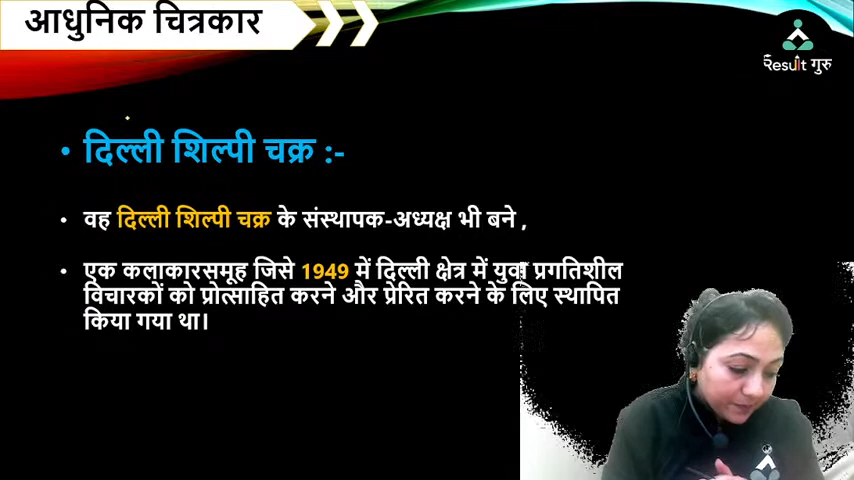 आधुनिक चित्रकार
Result गुरु
• दिल्ली शिल्पी चक्र :-
• वह दिल्ली शिल्पी चक्र के संस्थापक-अध्यक्ष भी बने ,
• एक कलाकारसमूह जिसे 1949 में दिल्ली क्षेत्र में युवा प्रगतिशील
विचारकों को प्रोत्साहित करने और प्रेरित करने के लिए स्थापित
किया गया था।